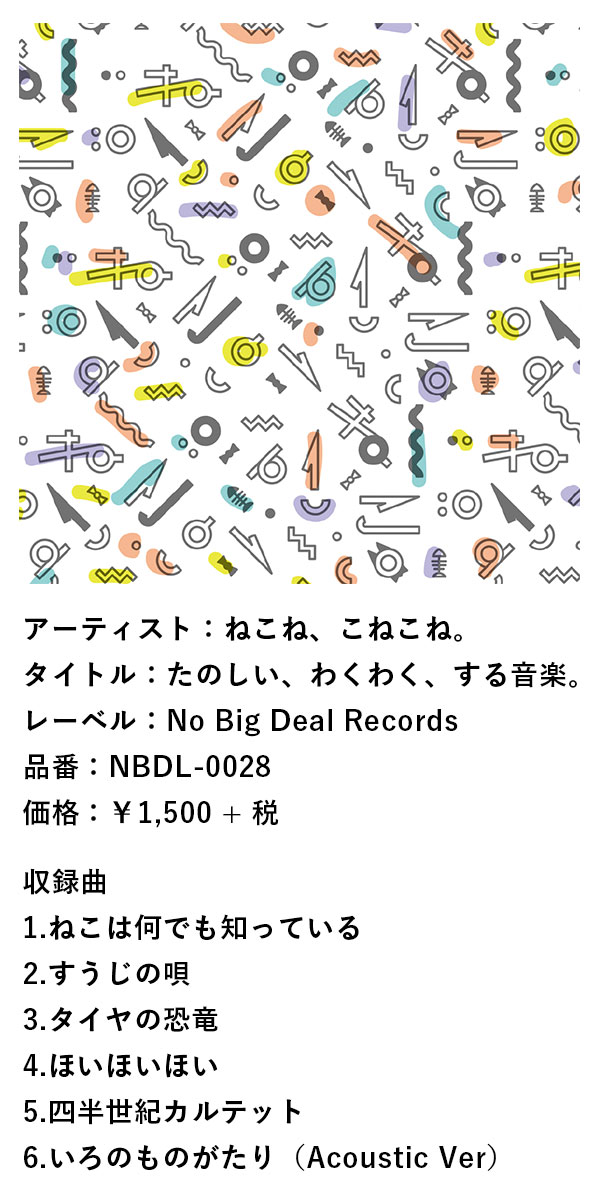 アーティスト：ねこね、こねこね。
タイトル：たのしい、わくわく、する音楽。
レーベル：No Big Deal Records
品番：NBDL-0028
価格：￥1,500 + 税
収録曲
1.ねこは何でも知っている
2.すうじの唄
3.タイヤの恐竜
4.ほいほいほい
5.四半世紀カルテット
6.いろのものがたり（Acoustic Ver）